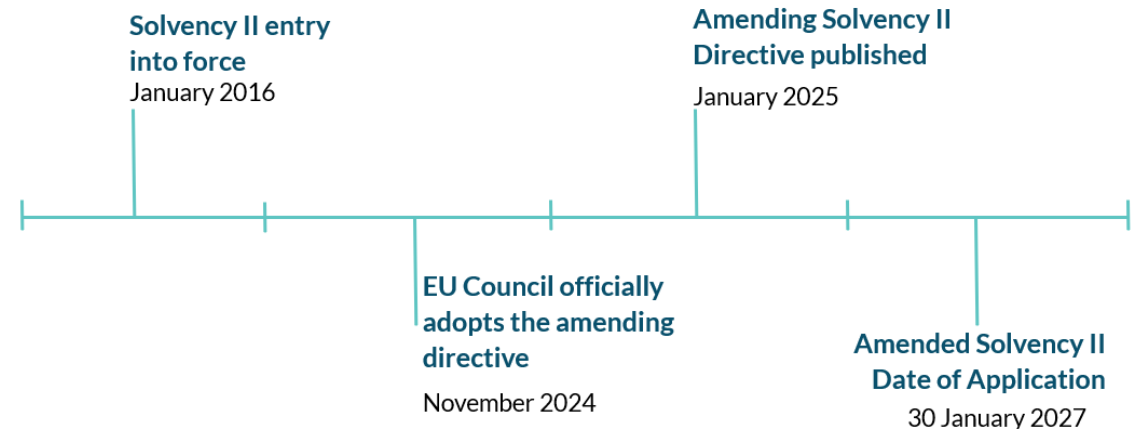 Solvency II entry
into force
January 2016
EU Council officially
adopts the amending
directive
November 2024
Amending Solvency II
Directive published
January 2025
Amended Solvency II
Date of Application
30 January 2027